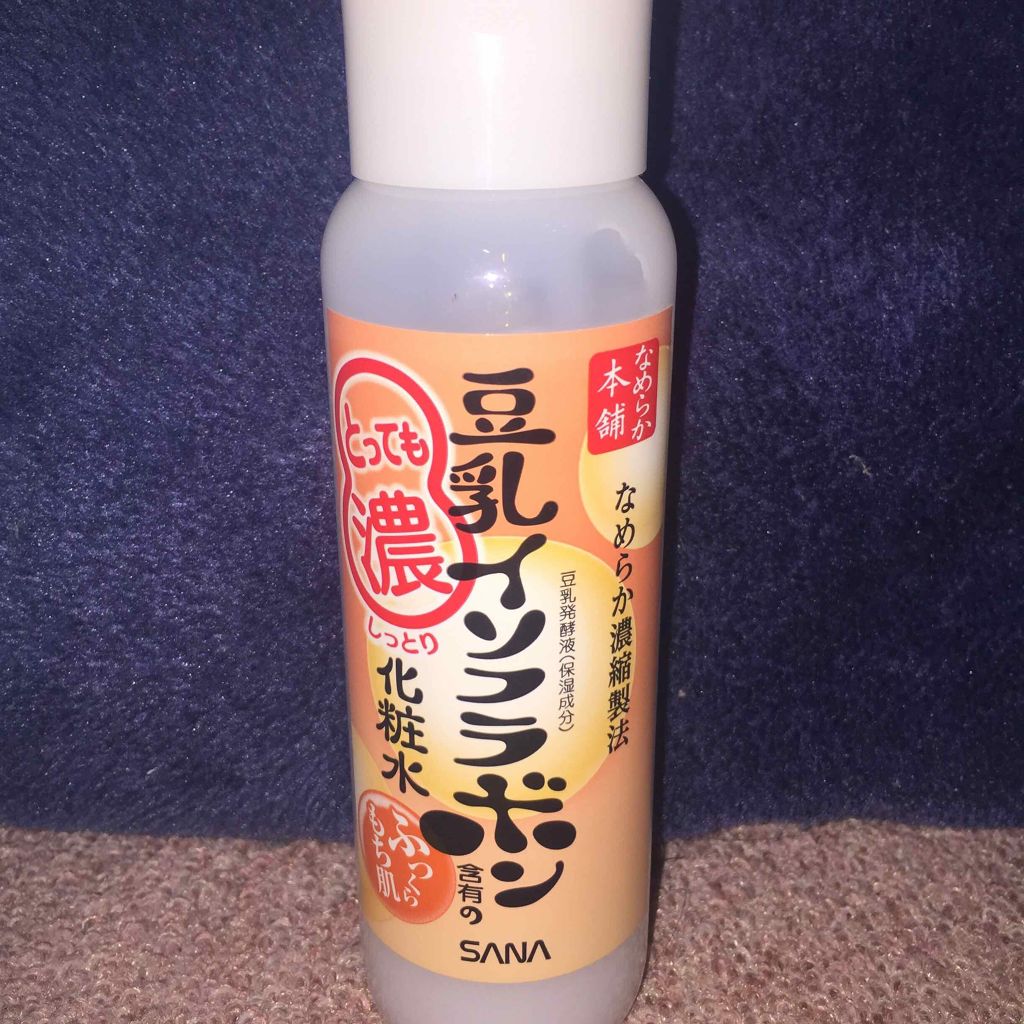 なめらか
本舗
なめらか濃縮製法
豆乳発酵液(保湿成分)
豆乳イソフラボン
含有の
とっても
濃
しっとり
化粧水
ふっくら
もち肌
SANA